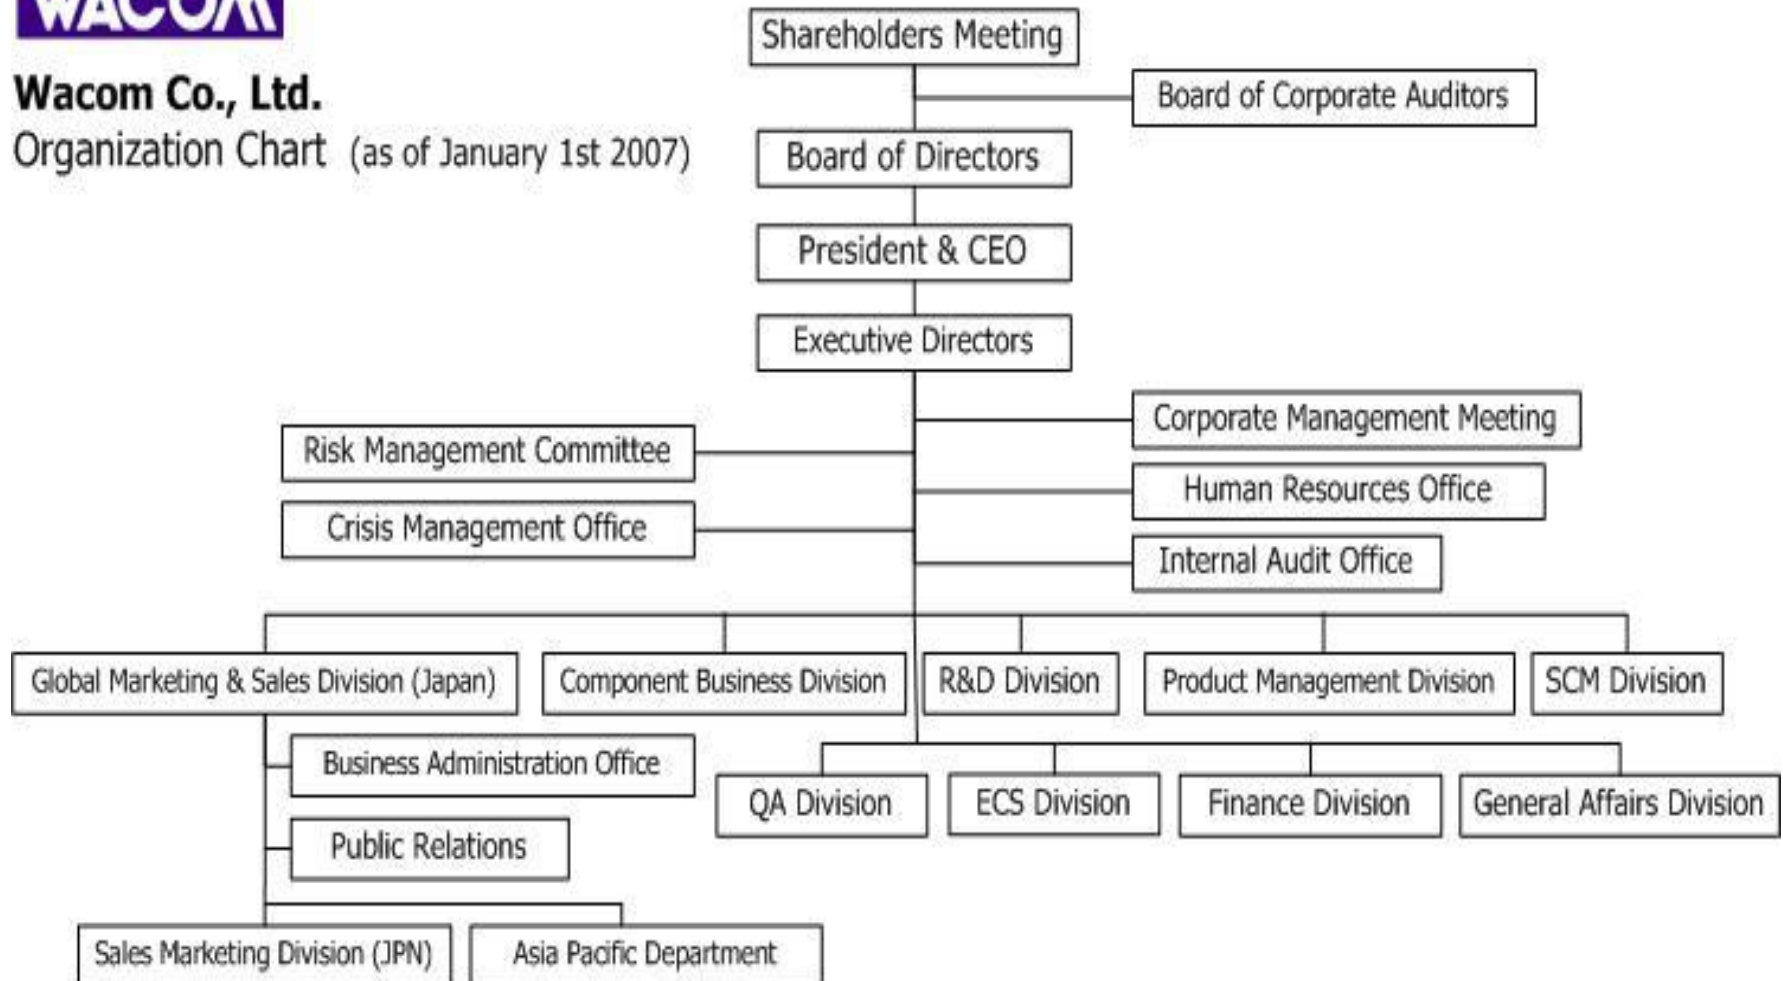 WACOM
Wacom Co., Ltd.
Organization Chart (as of January 1st 2007)
Shareholders Meeting
Board of Corporate Auditors
Board of Directors
President & CEO
Executive Directors
Corporate Management Meeting
Risk Management Committee
Human Resources Office
Crisis Management Office
Internal Audit Office
Global Marketing & Sales Division (Japan)
Component Business Division
R&D Division
Product Management Division
SCM Division
Business Administration Office
QA Division
ECS Division
Finance Division
General Affairs Division
Public Relations
Sales Marketing Division (JPN)
Asia Pacific Department